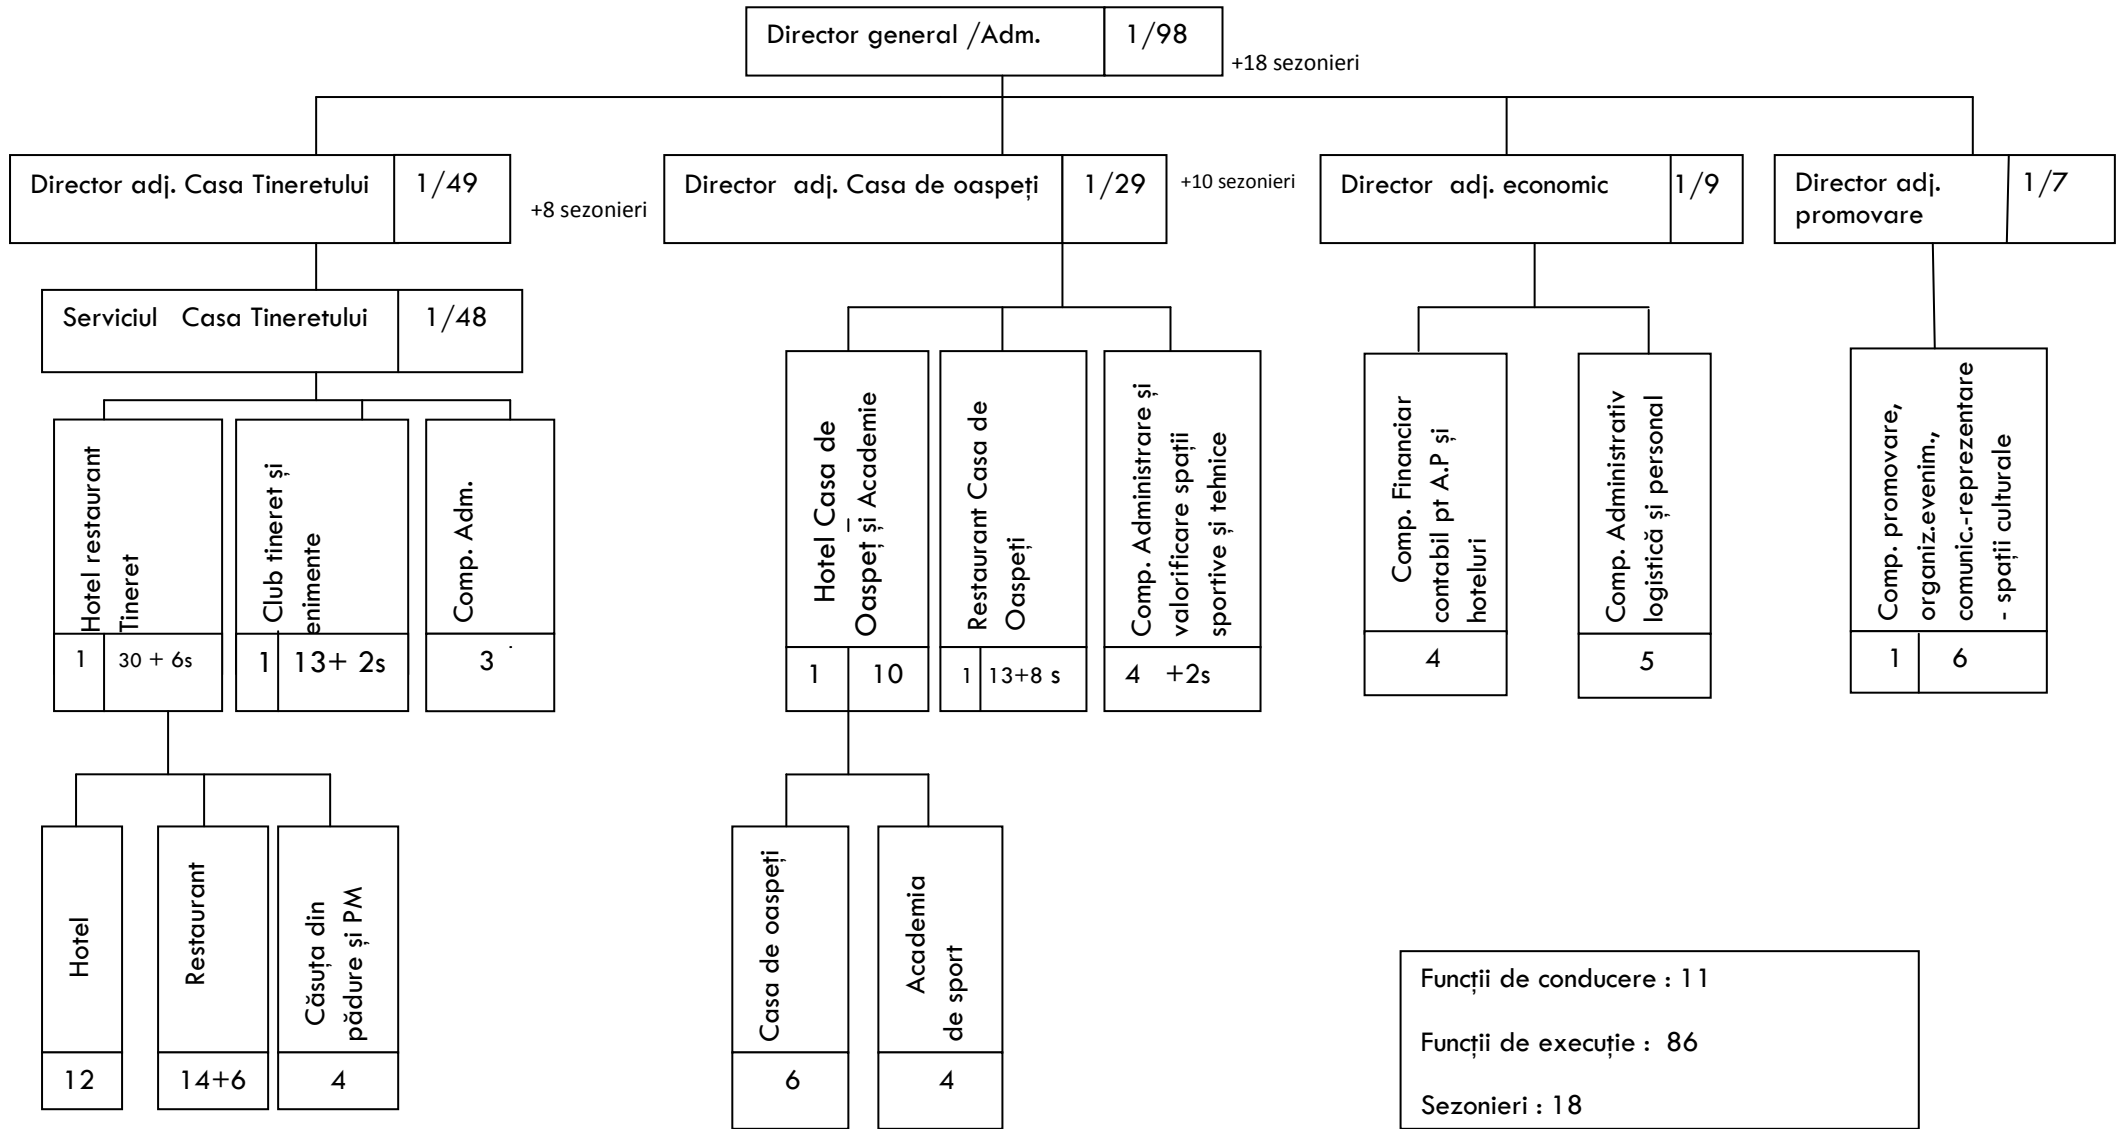 Director general /Adm.
1/98
+18 sezonieri
Director adj. Casa Tineretului
1/49
+8 sezonieri
Director adj. Casa de oaspeți
1/29
+10 sezonieri
Director adj. economic
1/9
Director adj.
promovare
1/7
Serviciul Casa Tineretului
1/48
Hotel restaurant
Tineret
1
30 + 6s
Club tineret și
enimente
1
13+ 2s
Comp. Adm.
3
Hotel Casa de
Oaspeț și Academie
1
10
Restaurant Casa de
Oaspeți
1
13+8 s
Comp. Administrare și
valorificare spații
sportive și tehnice
4 +2s
Comp. Financiar
contabil pt A.P și
hoteluri
4
Comp. Administrativ
logistică și personal
5
Comp. promovare,
organiz.evenim.,
comunic.-reprezentare
- spații culturale
1
6
Hotel
12
Restaurant
14+6
Căsuța din
pădure și PM
4
Casa de oaspeți
6
Academia
de sport
4
Funcții de conducere : 11
Funcții de execuție : 86
Sezonieri : 18